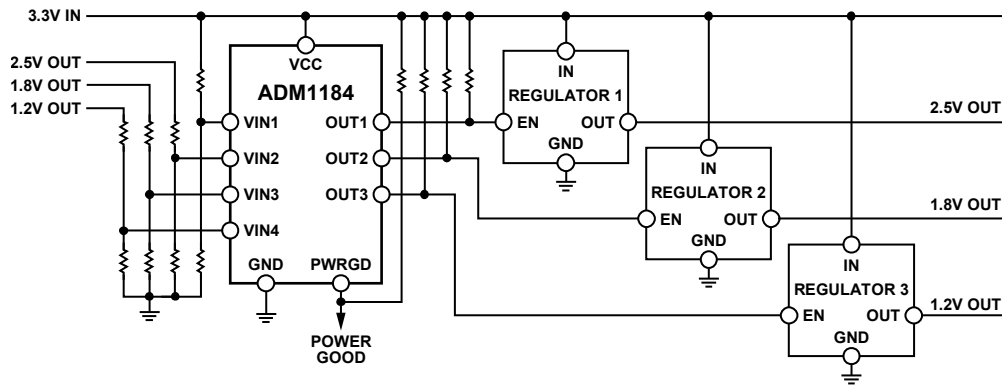 3.3V IN
2.5V OUT
1.8V OUT
1.2V OUT
VCC
ADM1184
VIN1
VIN2
VIN3
VIN4
OUT1
OUT2
OUT3
GND
PWRGD
POWER
GOOD
IN
REGULATOR 1
EN
OUT
GND
2.5V OUT
IN
REGULATOR 2
EN
OUT
GND
1.8V OUT
IN
REGULATOR 3
EN
OUT
GND
1.2V OUT